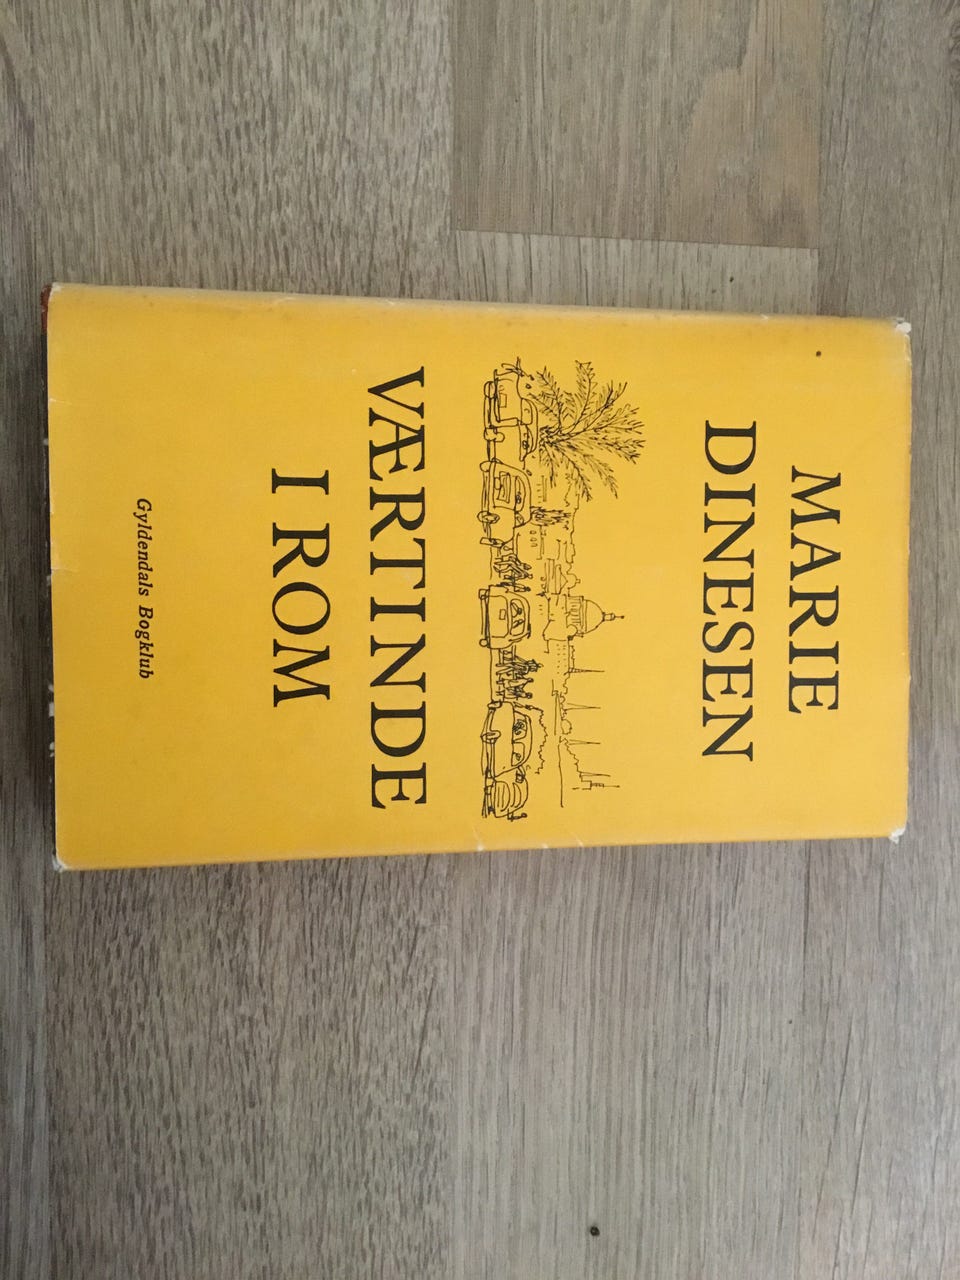 MARIE
DINESEN
VÆRTINDE
I ROM
Gyldendals Bogklub